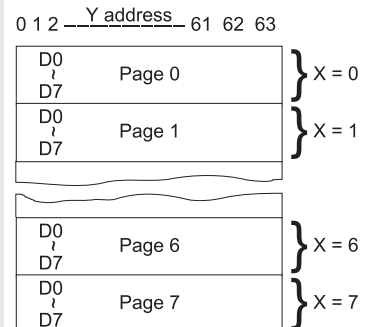 0 1 2 Y address 61 62 63
D0
~
D7
Page 0
X = 0
D0
~
D7
Page 1
X = 1
D0
~
D7
Page 6
X = 6
D0
~
D7
Page 7
X = 7